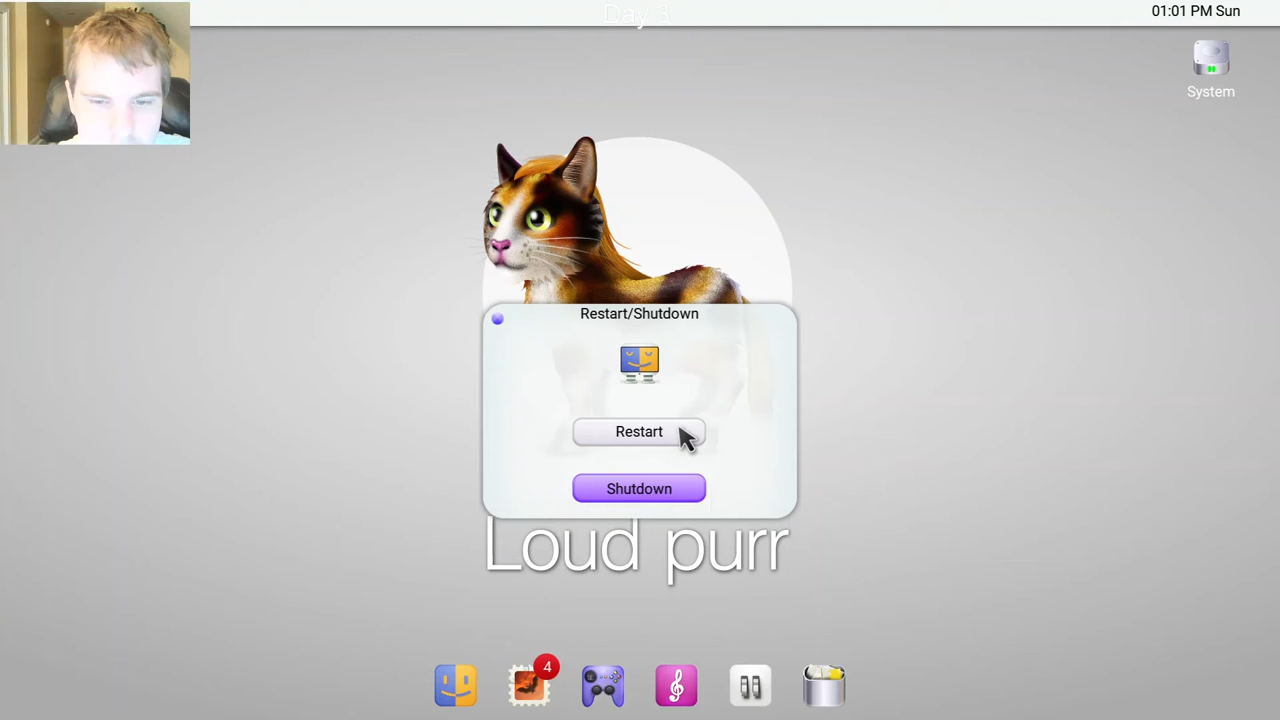 Day 3
01:01 PM Sun
System
Restart/Shutdown
Restart
Shutdown
Loud purr
4